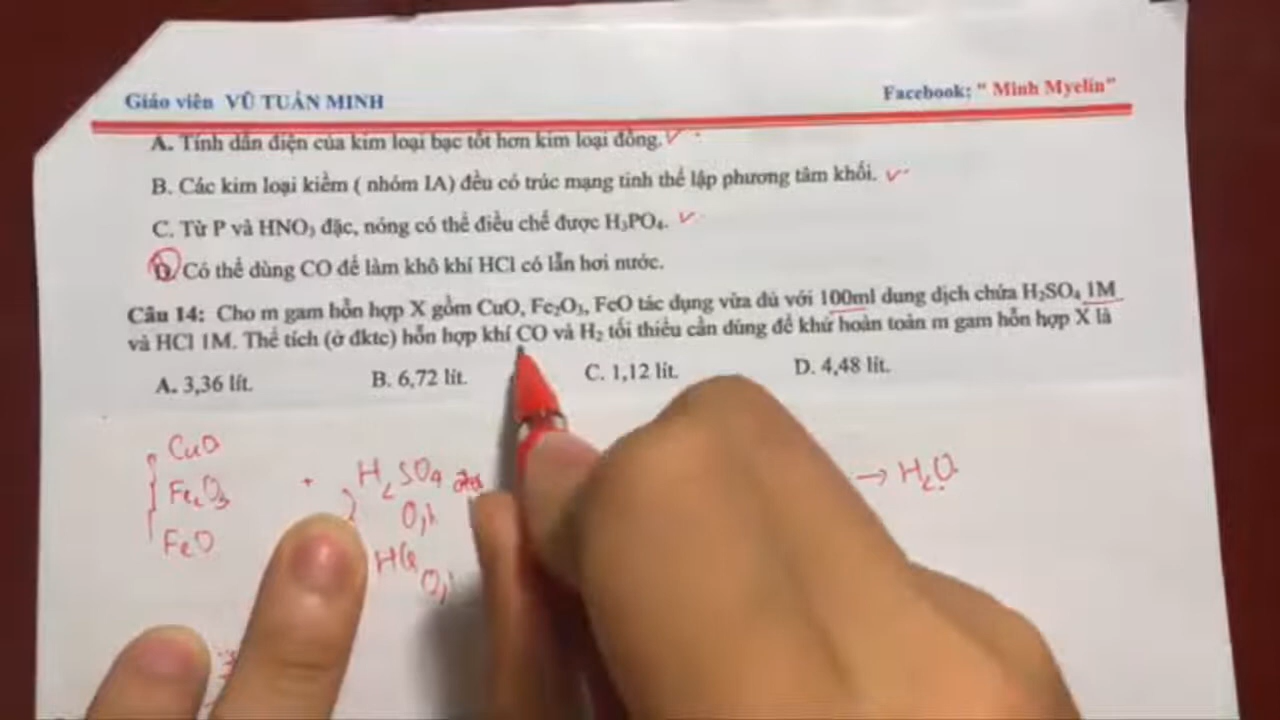 Giáo viên VŨ TUẤN MINH
Facebook: " Minh Myelin"
A. Tính dẫn điện của kim loại bạc tốt hơn kim loại đồng.
B. Các kim loại kiềm ( nhóm IA) đều có trúc mạng tinh thể lập phương tâm khối.
C. Từ P và HNO₃ đặc, nóng có thể điều chế được H₃PO₄.
D. Có thể dùng CO để làm khô khí HCl có lẫn hơi nước.
Câu 14: Cho m gam hỗn hợp X gồm CuO, Fe₂O₃, FeO tác dụng vừa đủ với 100ml dung dịch chứa H₂SO₄ 1M
và HCl 1M. Thể tích (ở đktc) hỗn hợp khí CO và H₂ tối thiểu cần dùng để khử hoàn toàn m gam hỗn hợp X là
A. 3,36 lít. B. 6,72 lít. C. 1,12 lít. D. 4,48 lít.
CuO
Fe₂O₃ + H₂SO₄ → H₂O
0,1
FeO HCl